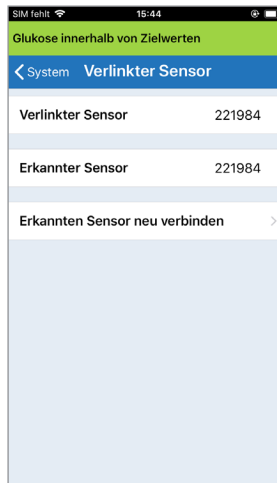 SIM fehlt 15:44
Glukose innerhalb von Zielwerten
System Verlinkter Sensor
Verlinkter Sensor 221984
Erkannter Sensor 221984
Erkannten Sensor neu verbinden